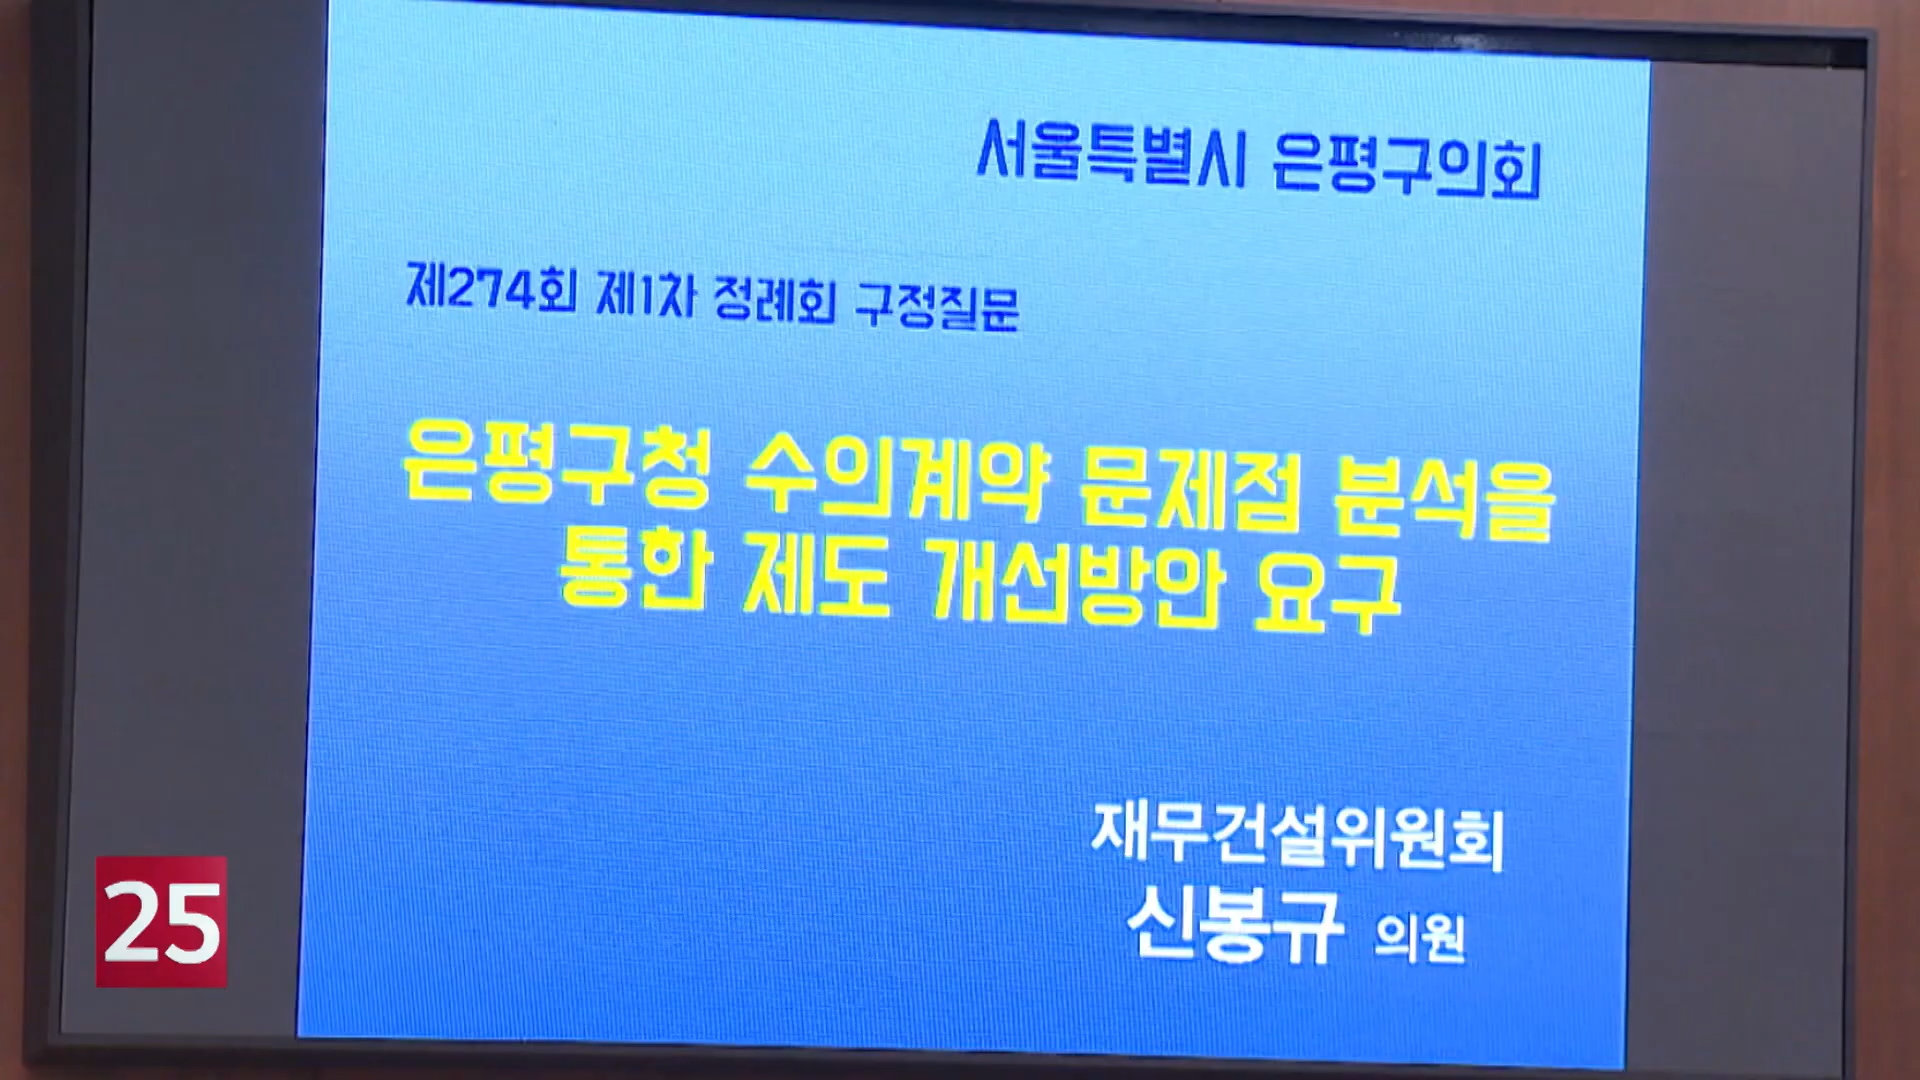 서울특별시 은평구의회
제274회 제1차 정례회 구정질문
은평구청 수의계약 문제점 분석을
통한 제도 개선방안 요구
재무건설위원회
신봉규 의원
25